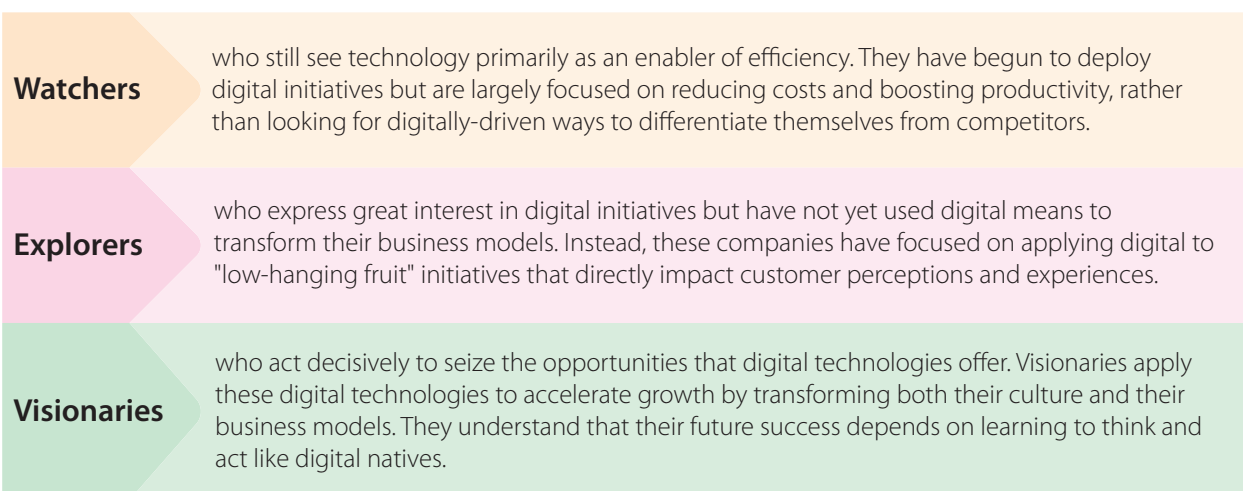 Watchers
who still see technology primarily as an enabler of efficiency. They have begun to deploy
digital initiatives but are largely focused on reducing costs and boosting productivity, rather
than looking for digitally-driven ways to differentiate themselves from competitors.
Explorers
who express great interest in digital initiatives but have not yet used digital means to
transform their business models. Instead, these companies have focused on applying digital to
"low-hanging fruit" initiatives that directly impact customer perceptions and experiences.
Visionaries
who act decisively to seize the opportunities that digital technologies offer. Visionaries apply
these digital technologies to accelerate growth by transforming both their culture and their
business models. They understand that their future success depends on learning to think and
act like digital natives.